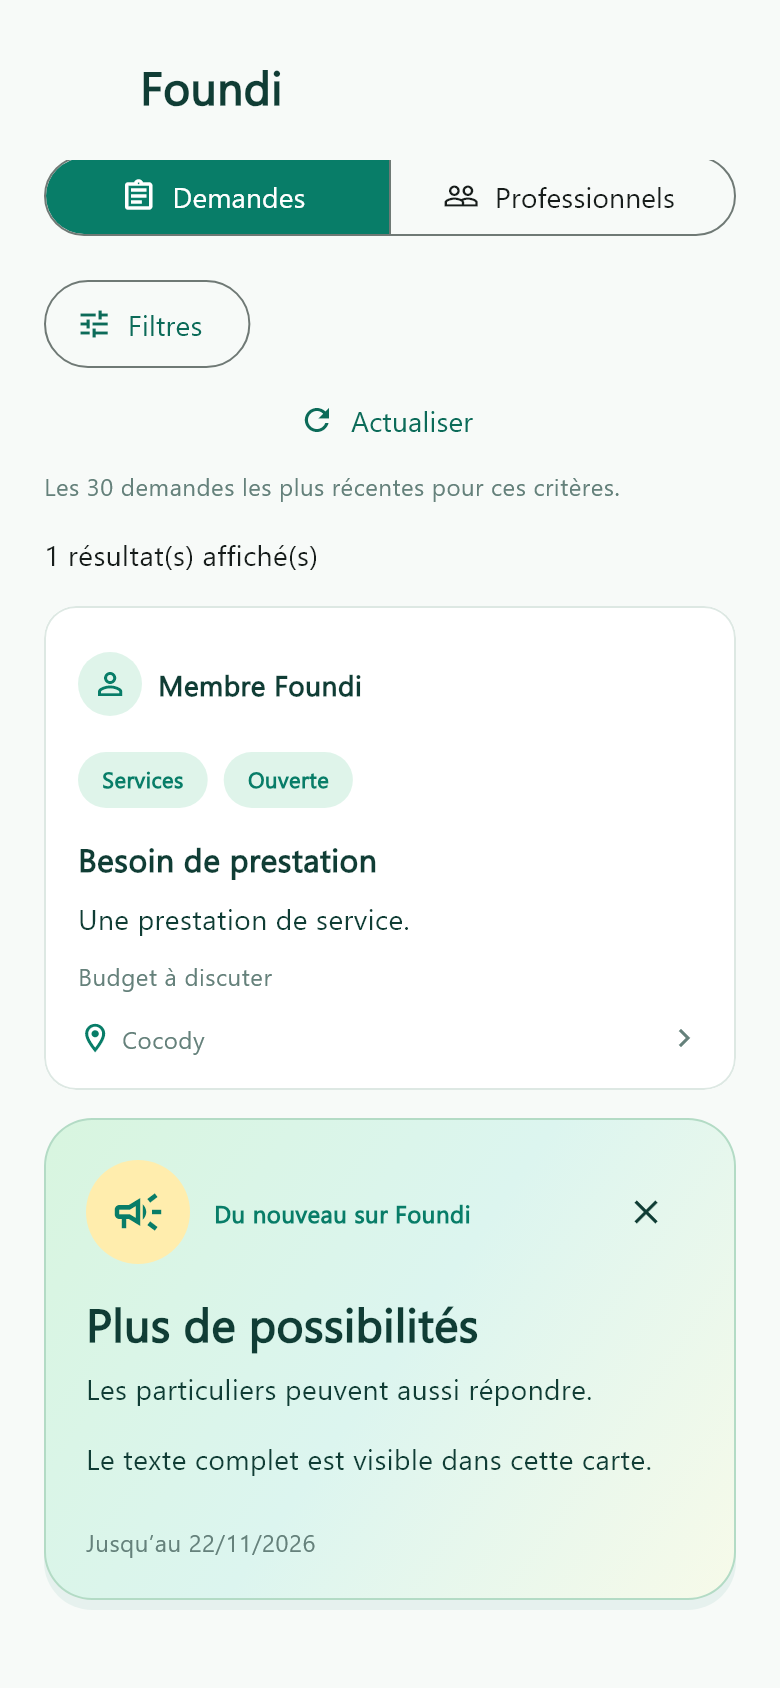 Foundi
Demandes
Professionnels
Filtres
Actualiser
Les 30 demandes les plus récentes pour ces critères.
1 résultat(s) affiché(s)
Membre Foundi
Services
Ouverte
Besoin de prestation
Une prestation de service.
Budget à discuter
Cocody
Du nouveau sur Foundi
Plus de possibilités
Les particuliers peuvent aussi répondre.
Le texte complet est visible dans cette carte.
Jusqu’au 22/11/2026